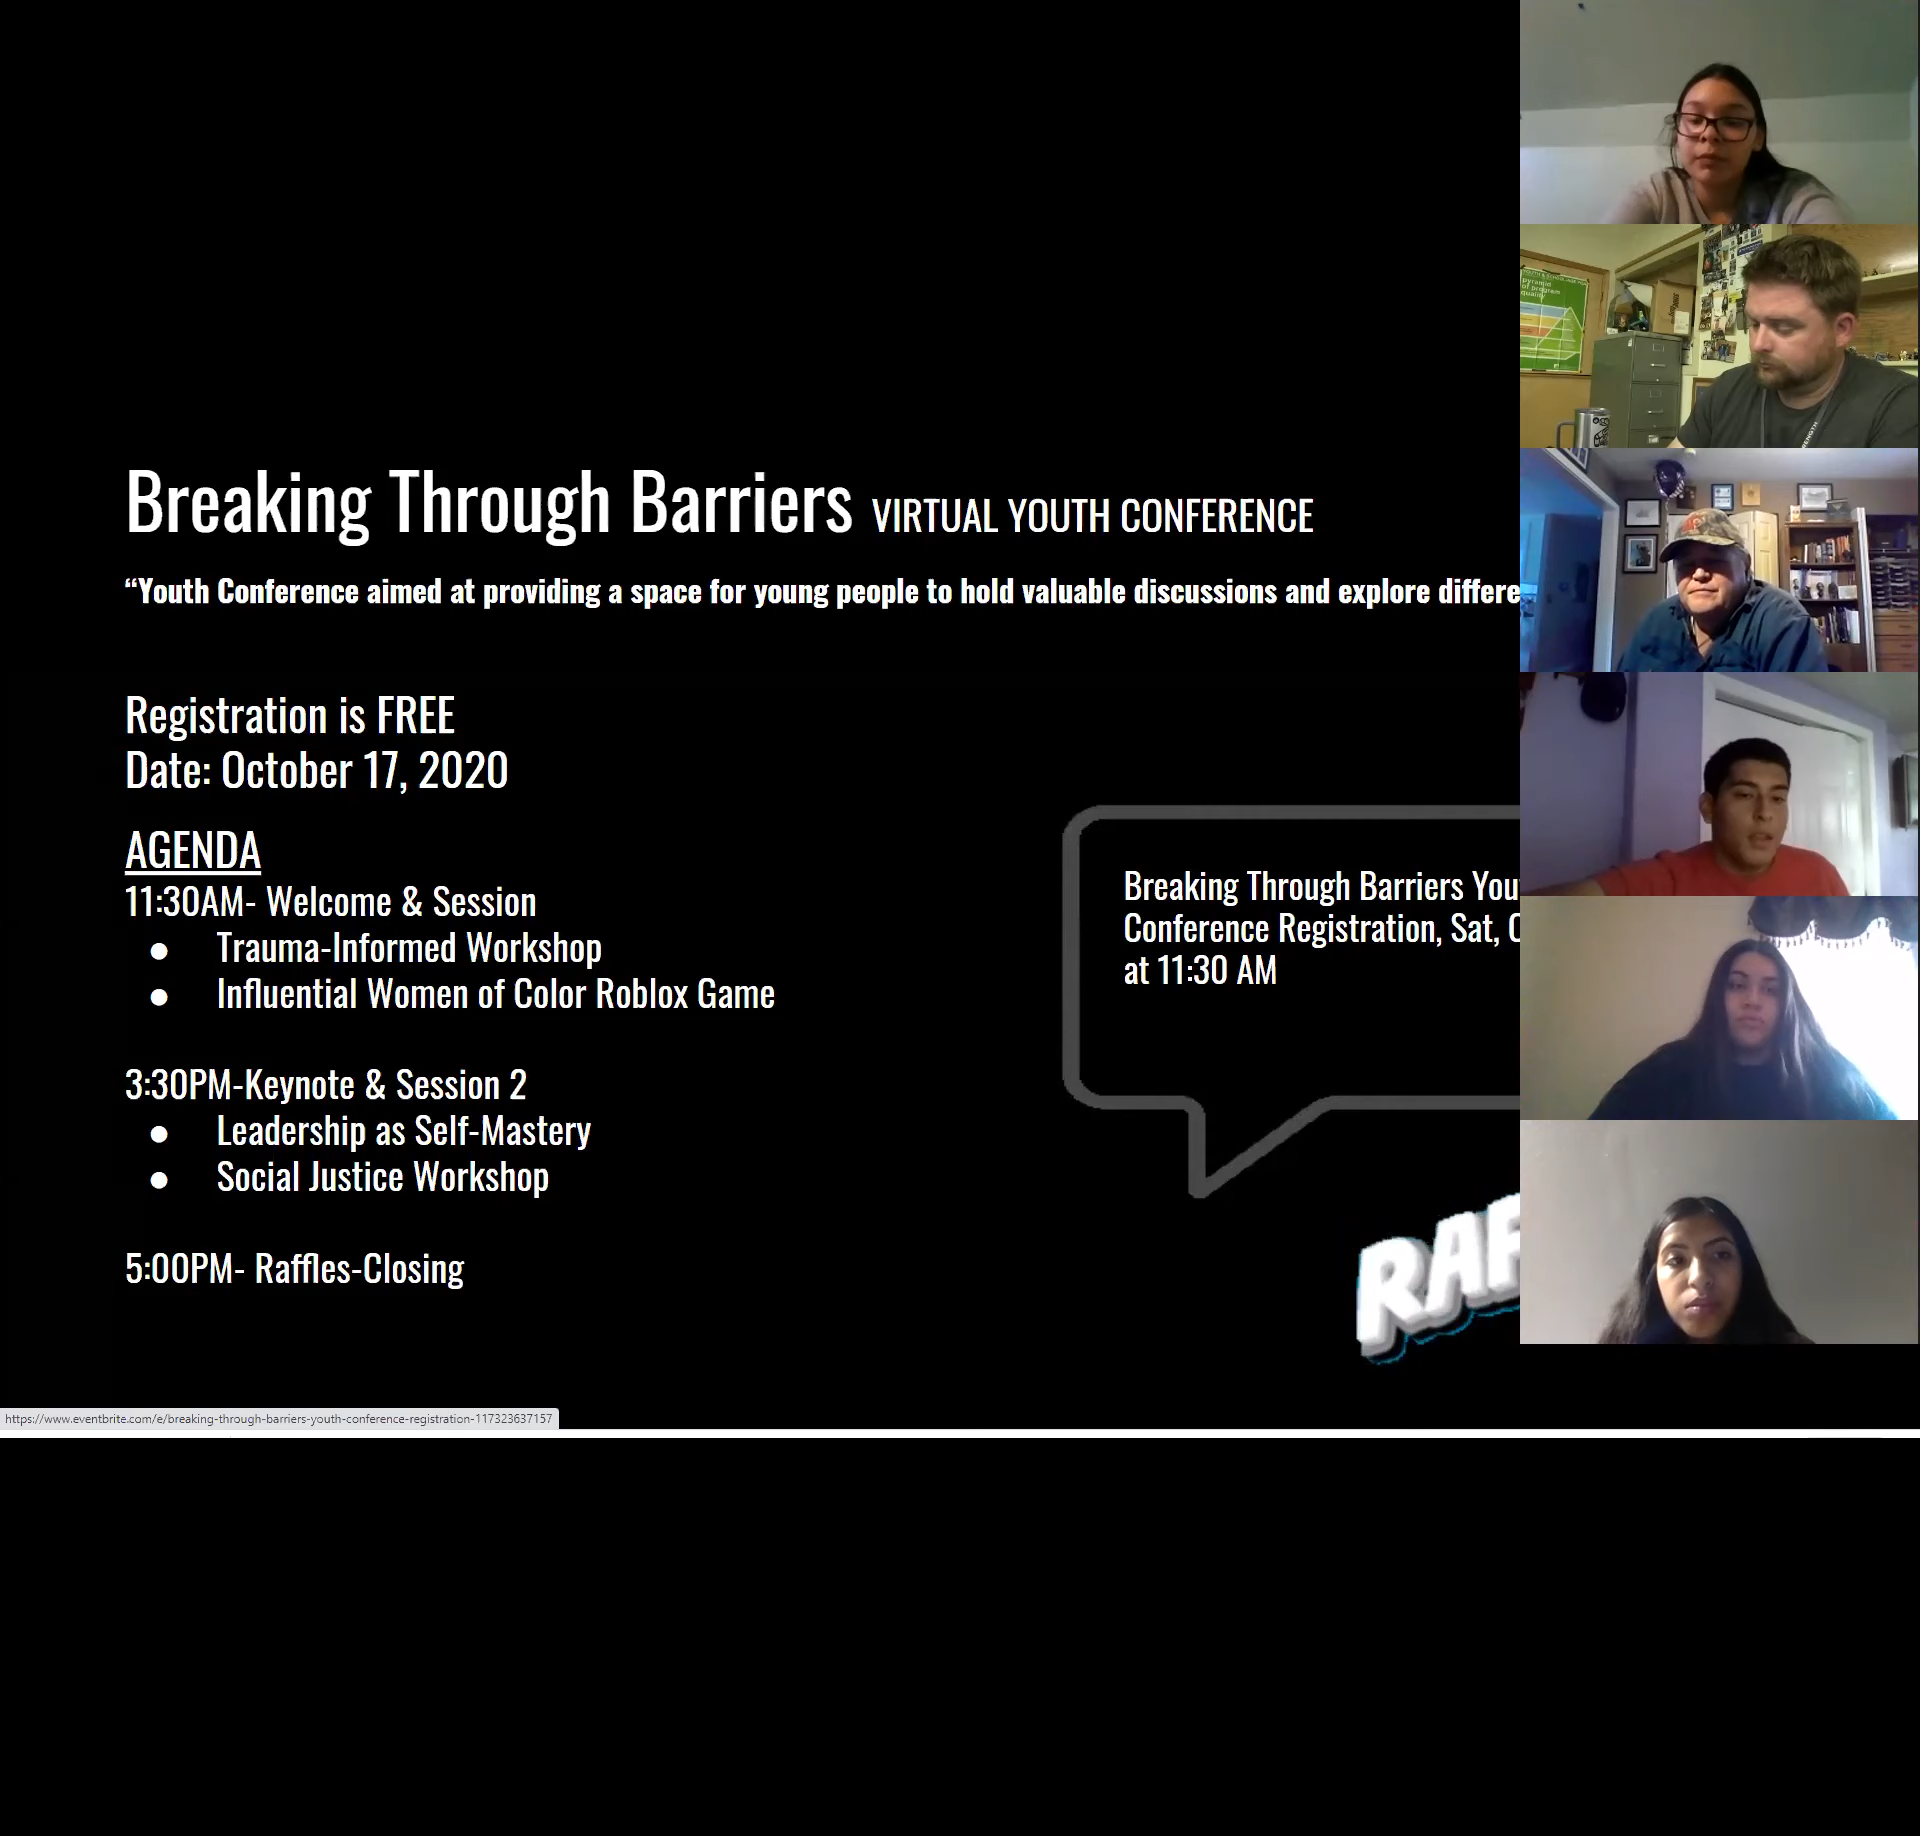 Breaking Through Barriers VIRTUAL YOUTH CONFERENCE
“Youth Conference aimed at providing a space for young people to hold valuable discussions and explore differe
Registration is FREE
Date: October 17, 2020
AGENDA
11:30AM- Welcome & Session
● Trauma-Informed Workshop
● Influential Women of Color Roblox Game
3:30PM-Keynote & Session 2
● Leadership as Self-Mastery
● Social Justice Workshop
5:00PM- Raffles-Closing
Breaking Through Barriers You
Conference Registration, Sat, O
at 11:30 AM
RAF
https://www.eventbrite.com/e/breaking-through-barriers-youth-conference-registration-117323637157
pyramid
of program
quality